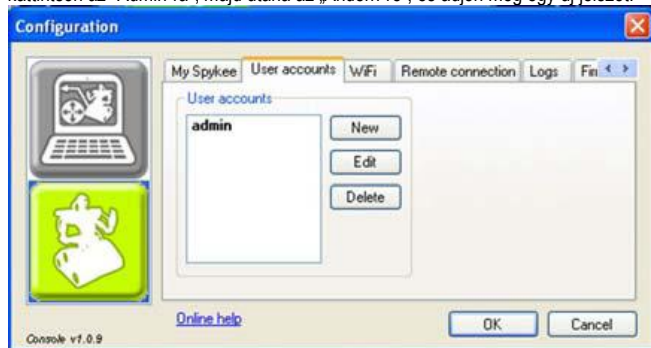 Configuration
My Spykee
User accounts
WiFi
Remote connection
Logs
User accounts
admin
New
Edit
Delete
Online help
OK
Cancel
Console v1.0.9